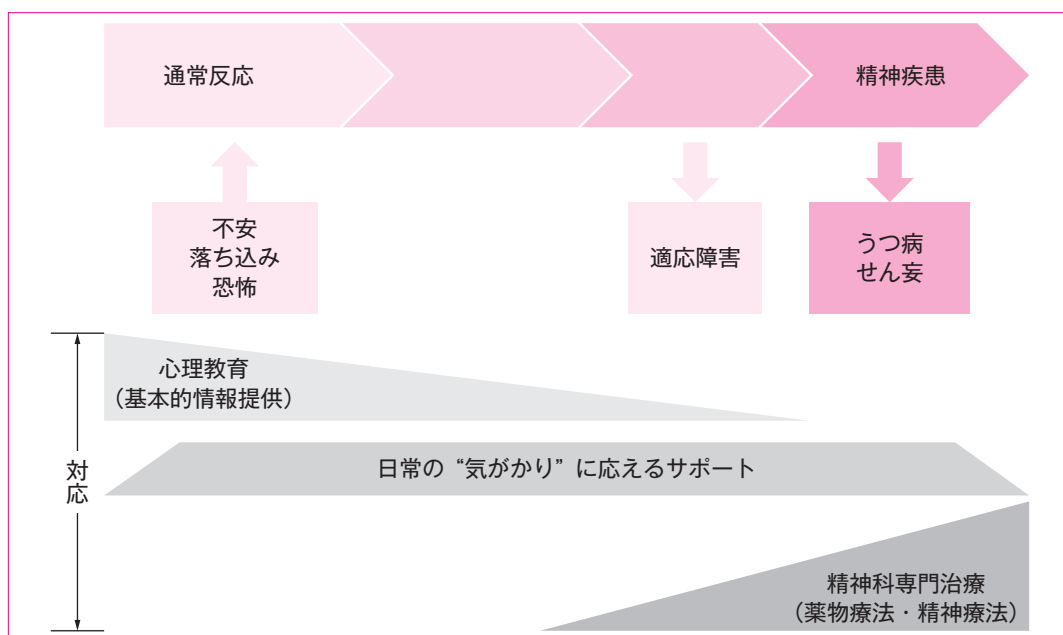 通常反応
精神疾患
不安
落ち込み
恐怖
適応障害
うつ病
せん妄
心理教育
（基本的情報提供）
日常の“気がかり”に応えるサポート
対応
精神科専門治療
（薬物療法・精神療法）